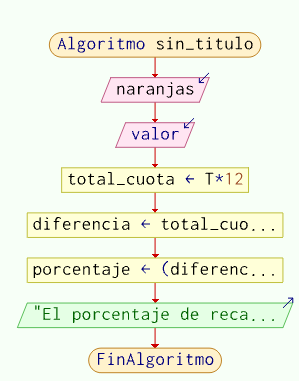 Algoritmo sin_titulo
naranjas
valor
total_cuota ← T*12
diferencia ← total_cuo...
porcentaje ← (diferenc...
"El porcentaje de reca...
FinAlgoritmo